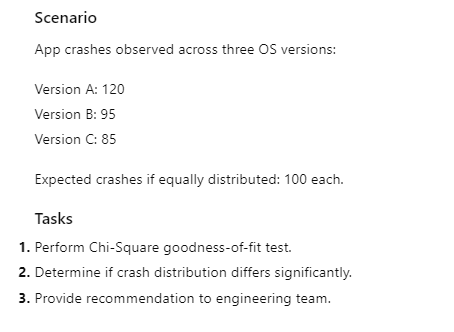 Scenario
App crashes observed across three OS versions:
Version A: 120
Version B: 95
Version C: 85
Expected crashes if equally distributed: 100 each.
Tasks
1. Perform Chi-Square goodness-of-fit test.
2. Determine if crash distribution differs significantly.
3. Provide recommendation to engineering team.